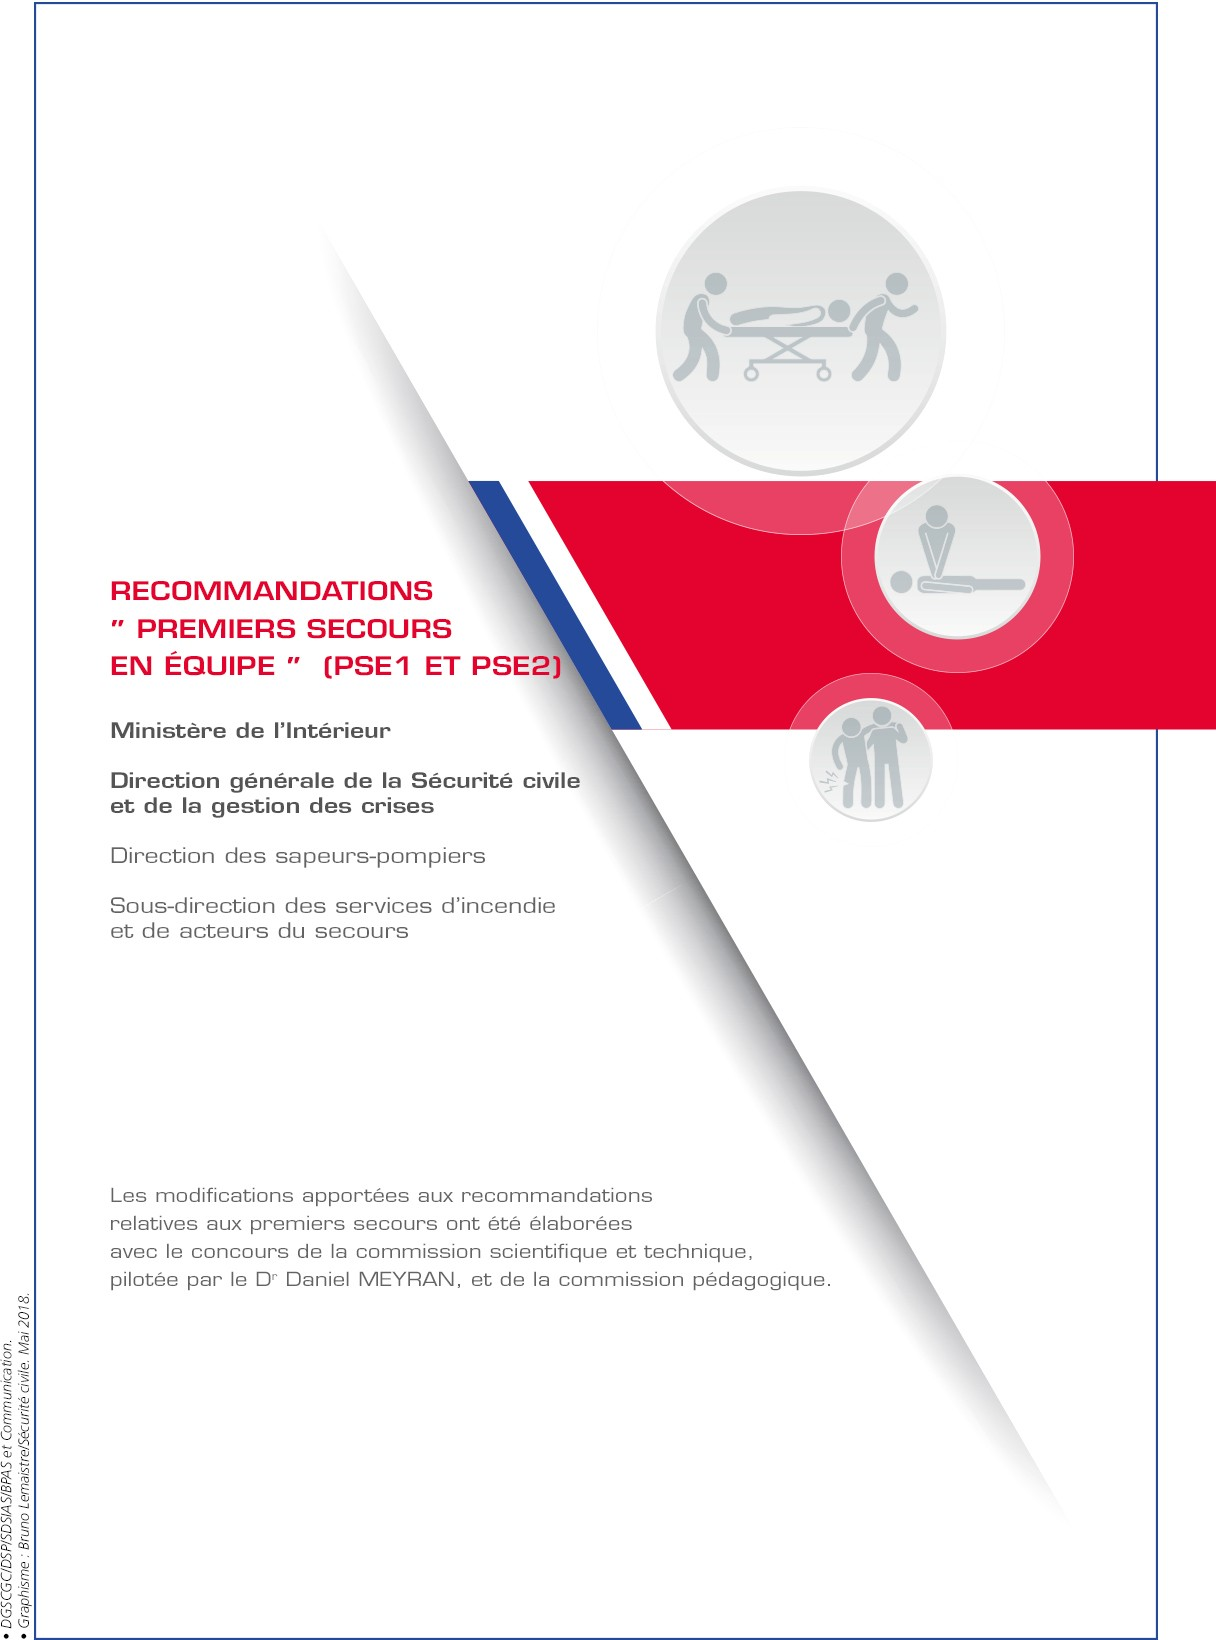 RECOMMANDATIONS
" PREMIERS SECOURS
EN ÉQUIPE " (PSE1 ET PSE2)
Ministère de l'Intérieur
Direction générale de la Sécurité civile
et de la gestion des crises
Direction des sapeurs-pompiers
Sous-direction des services d'incendie
et de acteurs du secours
Les modifications apportées aux recommandations
relatives aux premiers secours ont été élaborées
avec le concours de la commission scientifique et technique,
pilotée par le Dr Daniel MEYRAN, et de la commission pédagogique.
• DGSCGC/DSP/SDSIAS/BPAS et Communication.
• Graphisme : Bruno Lemaistre/Sécurité civile. Mai 2018.